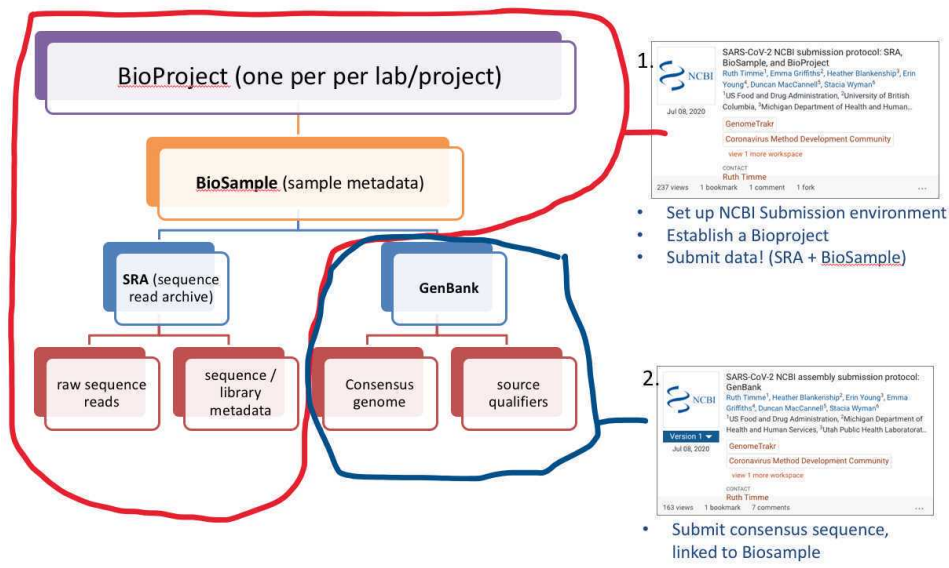 BioProject (one per per lab/project)
BioSample (sample metadata)
SRA (sequence
read archive)
GenBank
raw sequence
reads
sequence /
library
metadata
Consensus
genome
source
qualifiers
1.
NCBI
Jul 08, 2020
SARS-CoV-2 NCBI submission protocol: SRA,
BioSample, and BioProject
Ruth Timme1, Emma Griffiths2, Heather Blankenship3, Erin
Young4, Duncan MacCannell5, Stacia Wyman6
1US Food and Drug Administration, 2University of British
Columbia, 3Michigan Department of Health and Human...
GenomeTrakr
Coronavirus Method Development Community
view 1 more workspace
CONTACT
Ruth Timme
237 views 1 bookmark 1 comment 1 fork ...
• Set up NCBI Submission environment
• Establish a Bioproject
• Submit data! (SRA + BioSample)
2.
NCBI
Version 1
Jul 08, 2020
SARS-CoV-2 NCBI assembly submission protocol:
GenBank
Ruth Timme1, Heather Blankenship2, Erin Young3, Emma
Griffiths4, Duncan MacCannell5, Stacia Wyman6
1US Food and Drug Administration, 2Michigan Department of
Health and Human Services, 3Utah Public Health Laboratorat...
GenomeTrakr
Coronavirus Method Development Community
view 1 more workspace
CONTACT
Ruth Timme
163 views 1 bookmark 7 comments ...
• Submit consensus sequence,
linked to Biosample